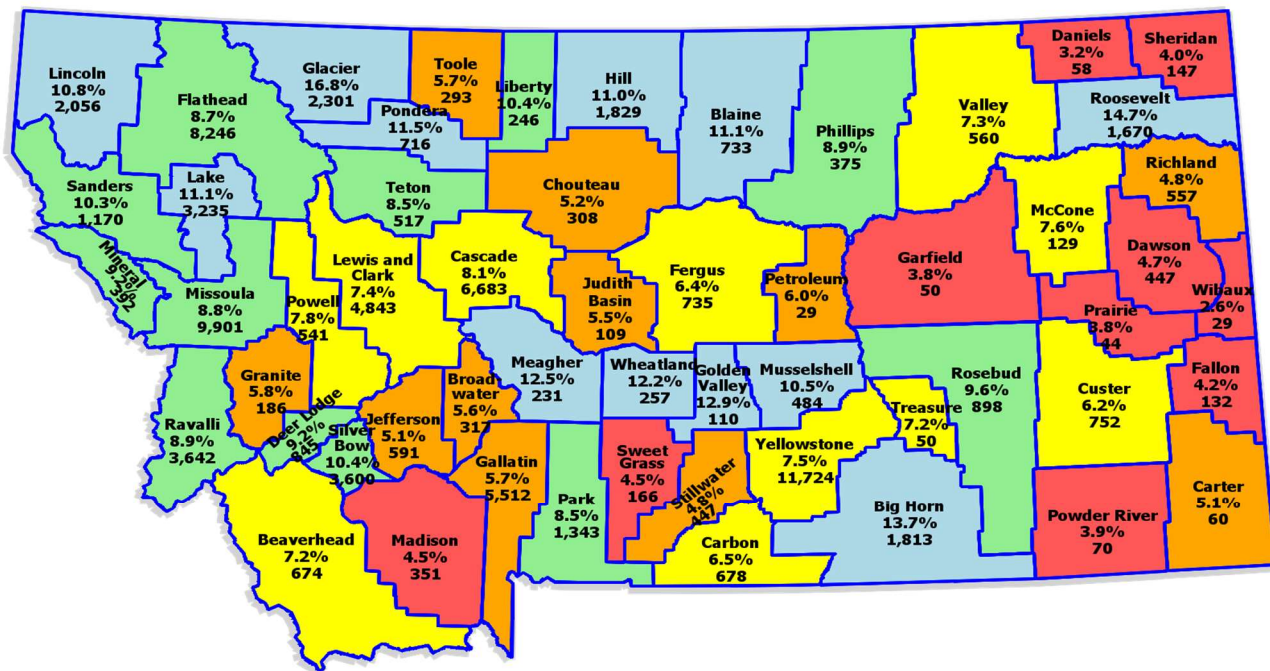 Lincoln
10.8%
2,056
Flathead
8.7%
8,246
Glacier
16.8%
2,301
Toole
5.7%
293
Liberty
10.4%
246
Hill
11.0%
1,829
Blaine
11.1%
733
Phillips
8.9%
375
Valley
7.3%
560
Daniels
3.2%
58
Sheridan
4.0%
147
Roosevelt
14.7%
1,670
Pondera
11.5%
716
Sanders
10.3%
1,170
Lake
11.1%
3,235
Teton
8.5%
517
Chouteau
5.2%
308
Richland
4.8%
557
McCone
7.6%
129
Mineral
9.2%
392
Missoula
8.8%
9,901
Powell
7.8%
541
Lewis and
Clark
7.4%
4,843
Cascade
8.1%
6,683
Judith
Basin
5.5%
109
Fergus
6.4%
735
Petroleum
6.0%
29
Garfield
3.8%
50
Dawson
4.7%
447
Wibaux
2.6%
29
Prairie
3.8%
44
Granite
5.8%
186
Broad-
water
5.6%
317
Meagher
12.5%
231
Wheatland
12.2%
257
Golden
Valley
12.9%
110
Musselshell
10.5%
484
Treasure
7.2%
50
Rosebud
9.6%
898
Custer
6.2%
752
Fallon
4.2%
132
Ravalli
8.9%
3,642
Deer Lodge
9.2%
845
Silver
Bow
10.4%
3,600
Jefferson
5.1%
591
Gallatin
5.7%
5,512
Park
8.5%
1,343
Sweet
Grass
4.5%
166
Stillwater
4.8%
447
Yellowstone
7.5%
11,724
Big Horn
13.7%
1,813
Powder River
3.9%
70
Carter
5.1%
60
Beaverhead
7.2%
674
Madison
4.5%
351
Carbon
6.5%
678